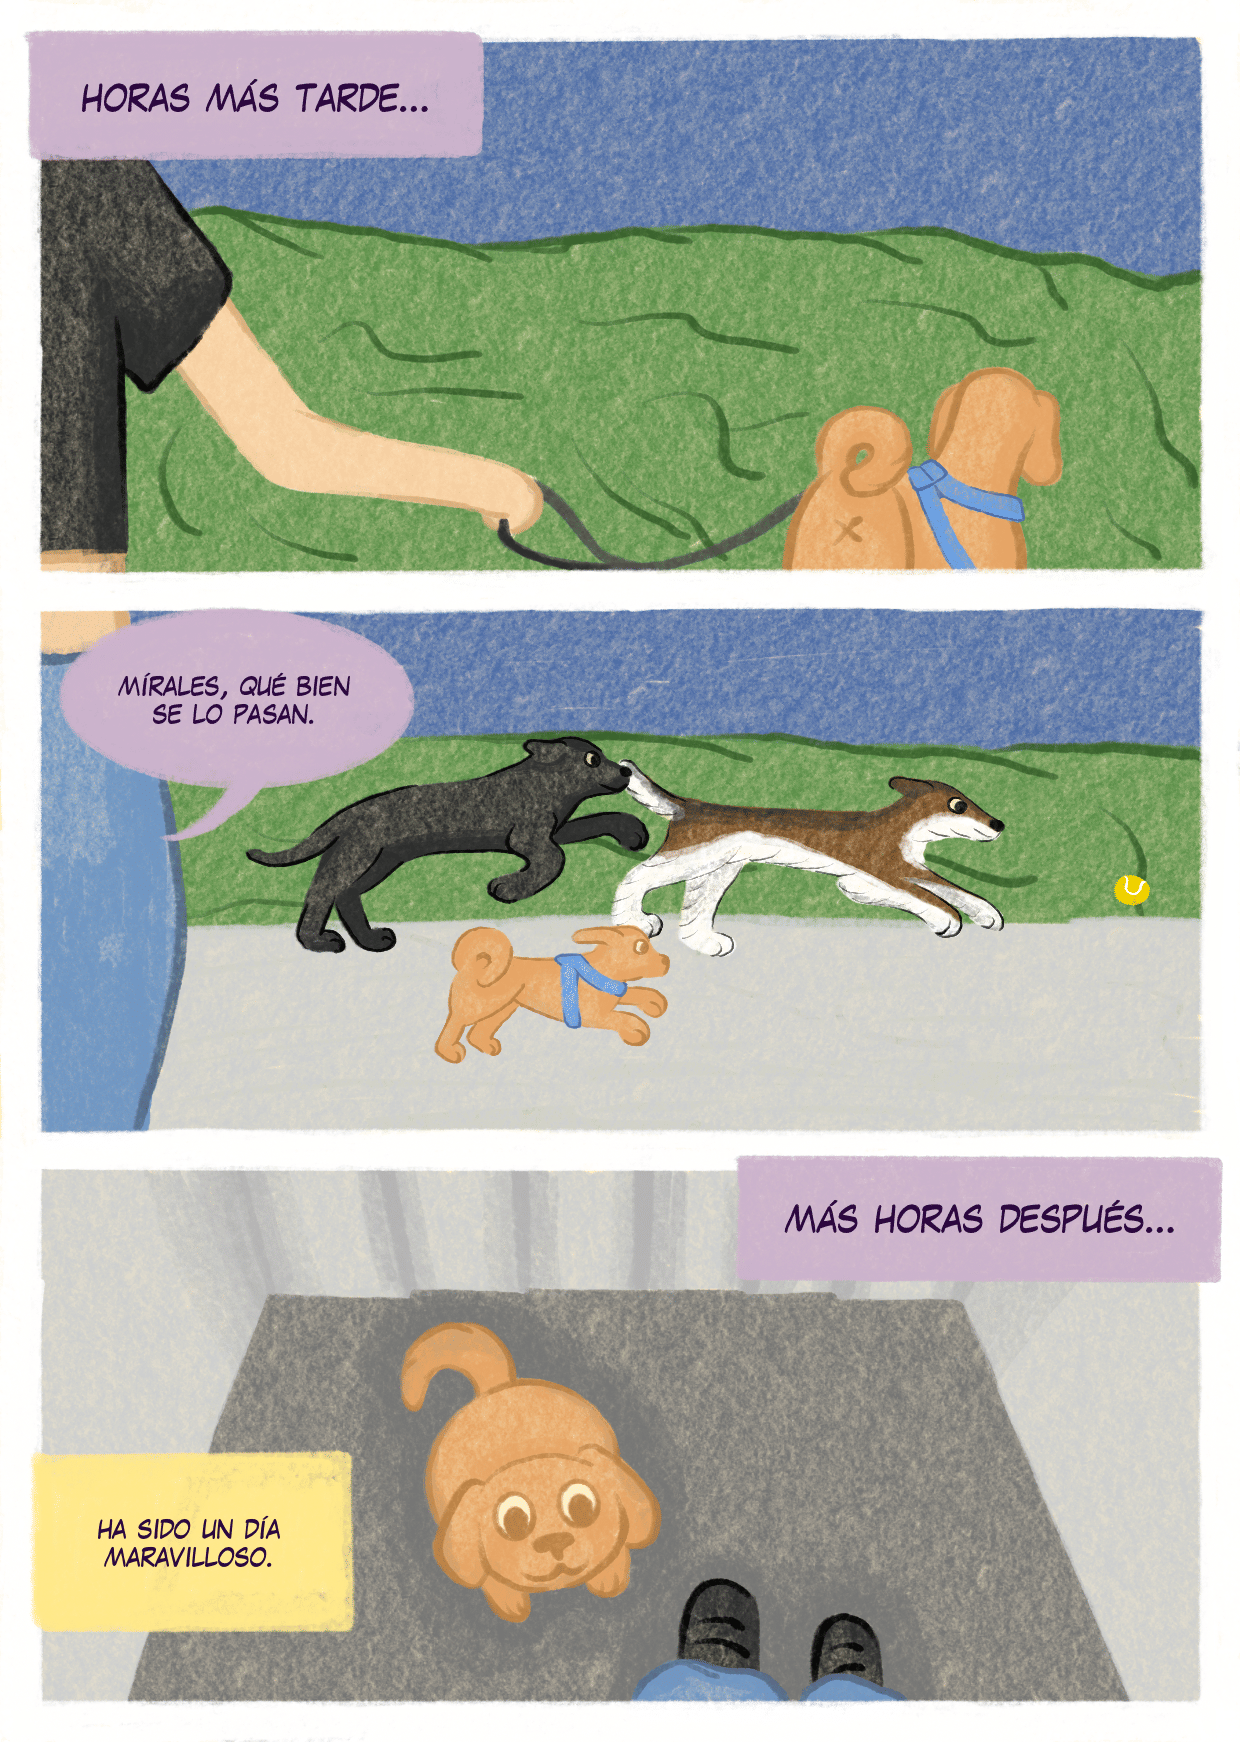 HORAS MÁS TARDE...
MÍRALES, QUÉ BIEN
SE LO PASAN.
MÁS HORAS DESPUÉS...
HA SIDO UN DÍA
MARAVILLOSO.